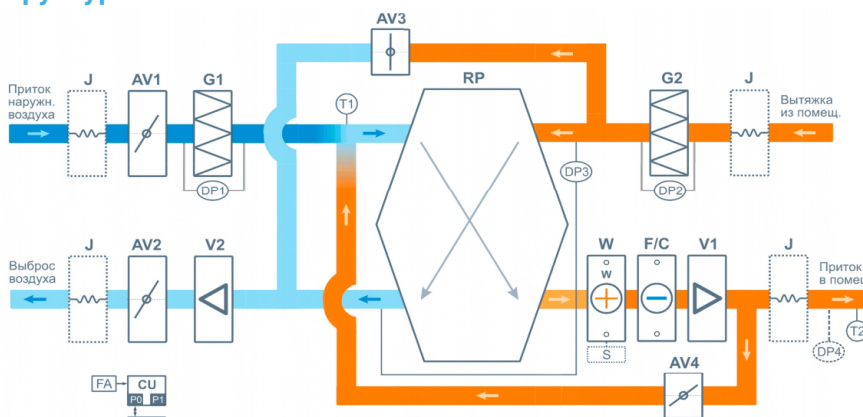 AV3
J
AV1
G1
RP
G2
J
Приток
наружн.
воздуха
T1
Вытяжка
из помещ.
DP1
DP3
DP2
J
AV2
V2
W
F/C
V1
J
Выброс
воздуха
w
Приток
в помещ
T2
S
DP4
AV4
FA
CU
P0 P1